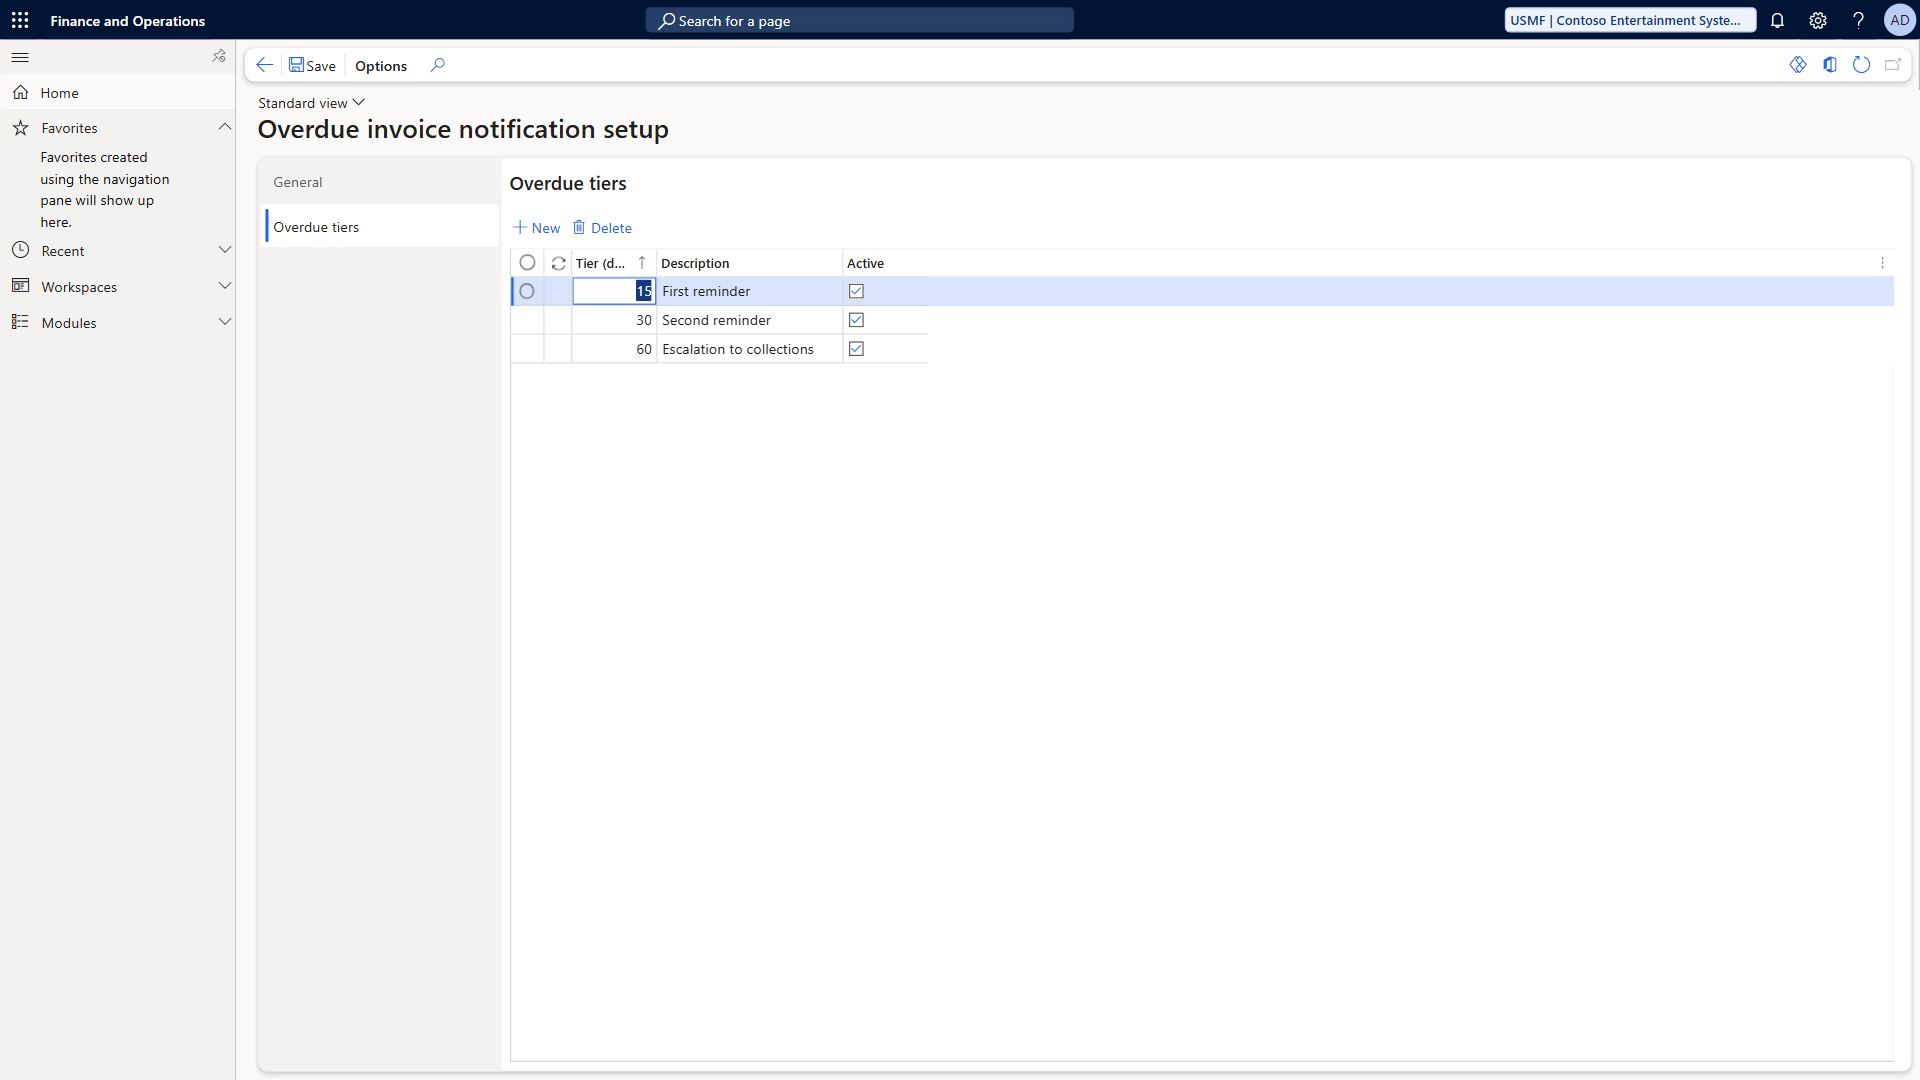 Finance and Operations
Search for a page
USMF | Contoso Entertainment Syste...
AD
Save
Options
Home
Favorites
Favorites created
using the navigation
pane will show up
here.
Recent
Workspaces
Modules
Standard view
Overdue invoice notification setup
General
Overdue tiers
Overdue tiers
New
Delete
Tier (d...
Description
Active
15 First reminder
30 Second reminder
60 Escalation to collections